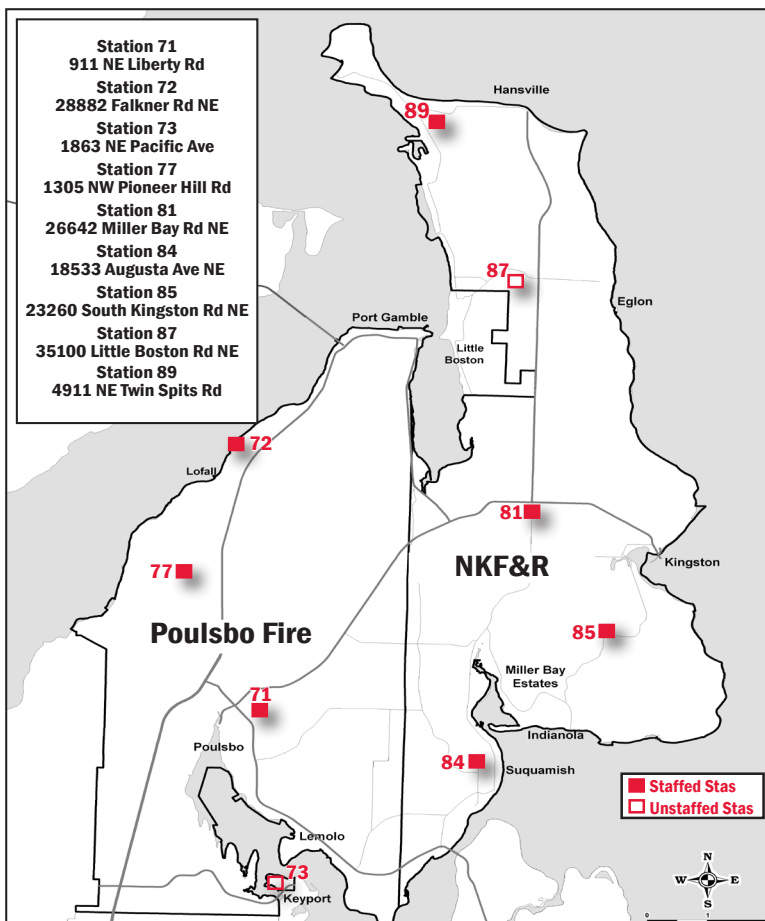 Station 71
911 NE Liberty Rd
Station 72
28882 Falkner Rd NE
Station 73
1863 NE Pacific Ave
Station 77
1305 NW Pioneer Hill Rd
Station 81
26642 Miller Bay Rd NE
Station 84
18533 Augusta Ave NE
Station 85
23260 South Kingston Rd NE
Station 87
35100 Little Boston Rd NE
Station 89
4911 NE Twin Spits Rd
Hansville
89
87
Eglon
Port Gamble
Little
Boston
72
Lofall
81
Kingston
77
NKF&R
Poulsbo Fire
85
Miller Bay
Estates
71
Indianola
Poulsbo
84
Suquamish
Staffed Stas
Unstaffed Stas
Lemolo
73
Keyport
N
W E
S
0 1